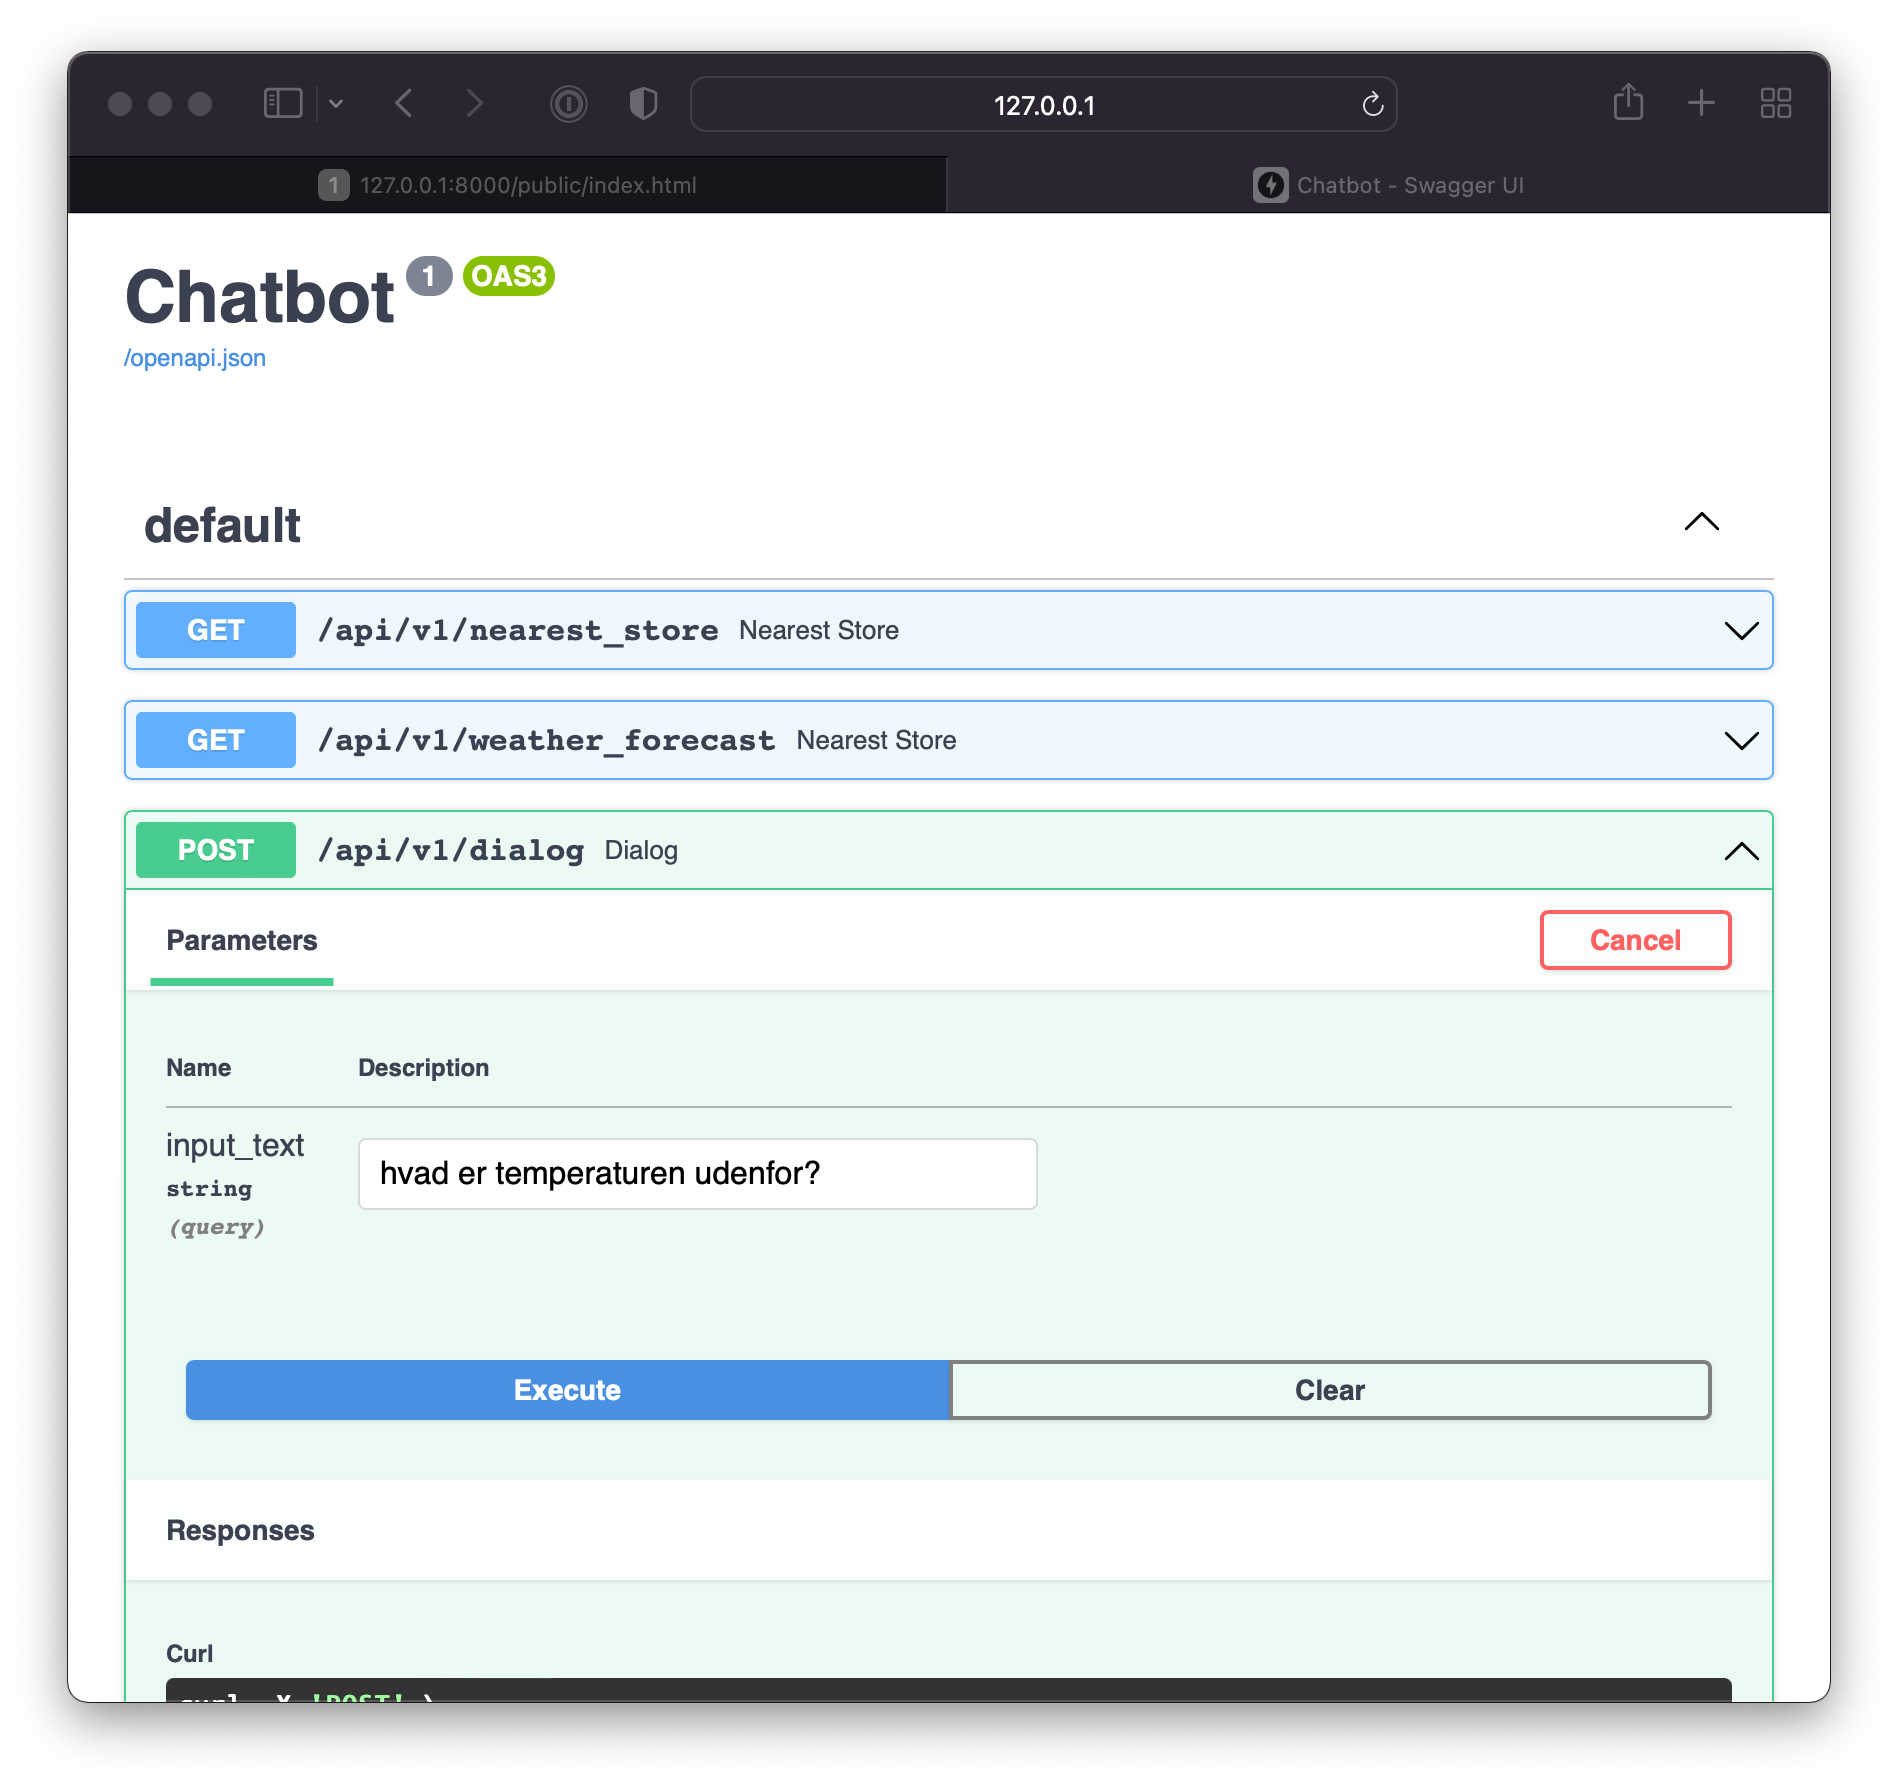 127.0.0.1
1 127.0.0.1:8000/public/index.html
Chatbot - Swagger UI
Chatbot 1 OAS3
/openapi.json
default
GET /api/v1/nearest_store Nearest Store
GET /api/v1/weather_forecast Nearest Store
POST /api/v1/dialog Dialog
Parameters
Cancel
Name Description
input_text
hvad er temperaturen udenfor?
string
(query)
Execute
Clear
Responses
Curl
curl -X 'POST' \